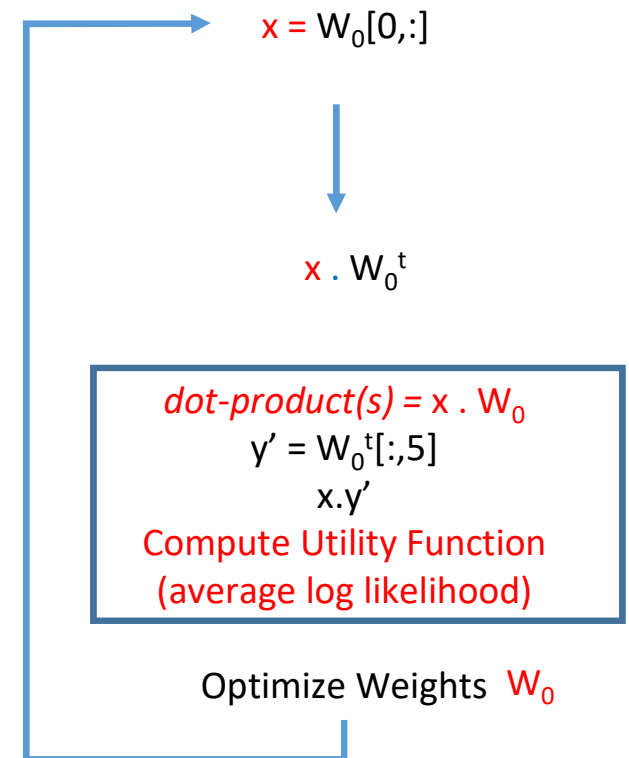 x = W₀[0,:]
x . W₀ᵗ
dot-product(s) = x . W₀
y’ = W₀ᵗ[:,5]
x.y’
Compute Utility Function
(average log likelihood)
Optimize Weights W₀